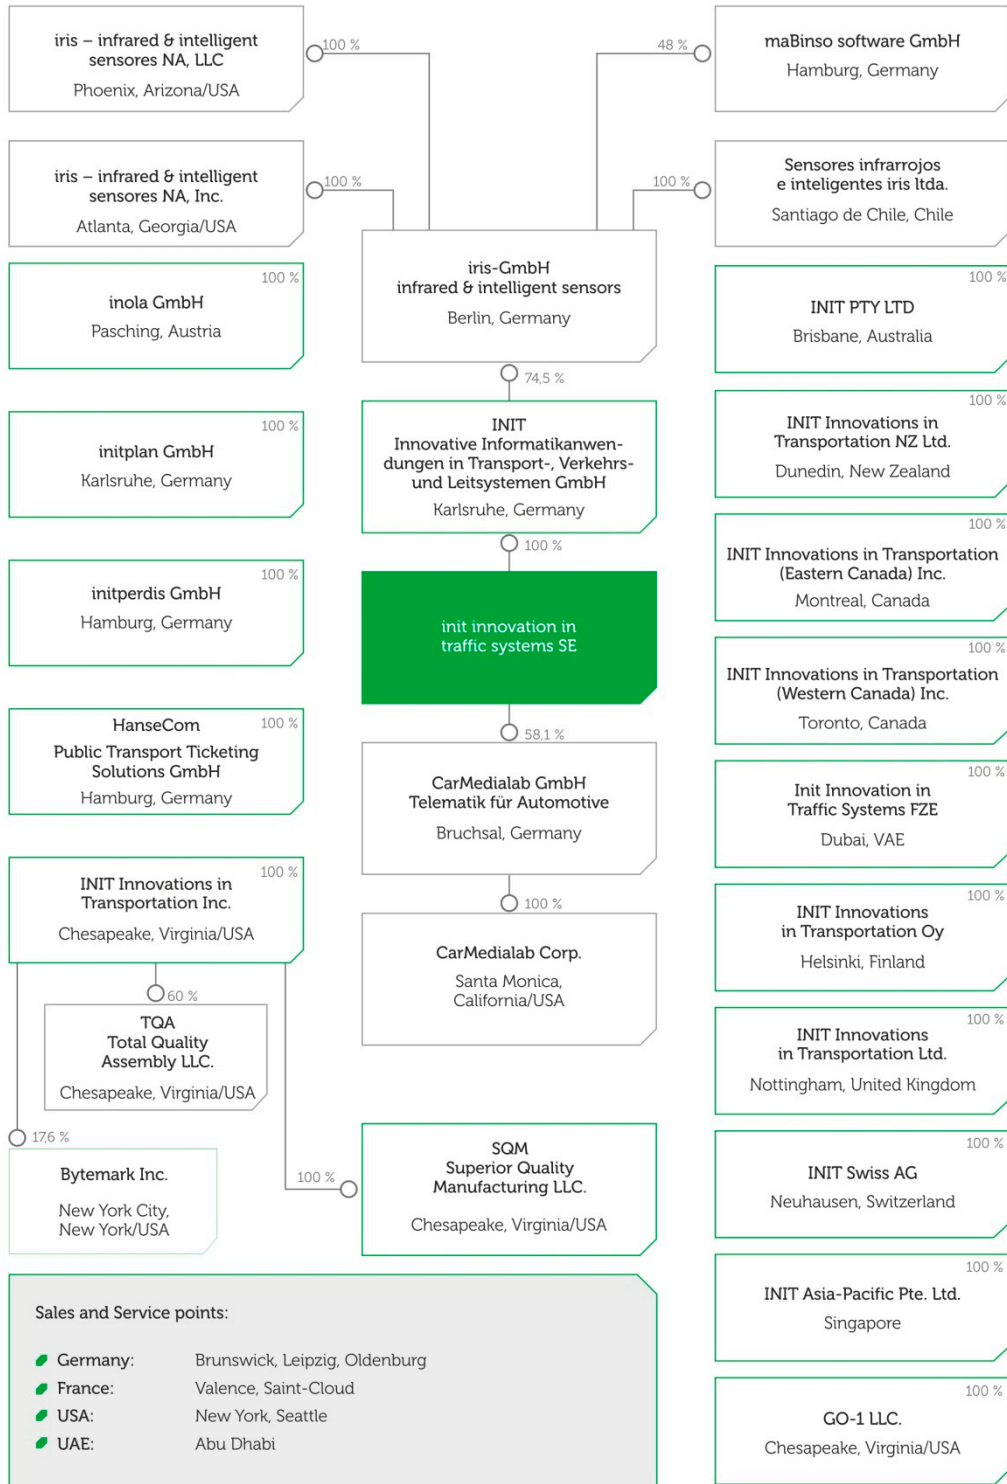 iris – infrared & intelligent
sensores NA, LLC
Phoenix, Arizona/USA
100 %
48 %
maBinso software GmbH
Hamburg, Germany
iris – infrared & intelligent
sensores NA, Inc.
Atlanta, Georgia/USA
100 %
100 %
Sensores infrarrojos
e inteligentes iris ltda.
Santiago de Chile, Chile
iris-GmbH
infrared & intelligent sensors
Berlin, Germany
74,5 %
INIT
Innovative Informatikanwen-
dungen in Transport-, Verkehrs-
und Leitsystemen GmbH
Karlsruhe, Germany
100 %
init innovation in
traffic systems SE
58,1 %
CarMedialab GmbH
Telematik für Automotive
Bruchsal, Germany
100 %
CarMedialab Corp.
Santa Monica,
California/USA
100 %
inola GmbH
Pasching, Austria
100 %
initplan GmbH
Karlsruhe, Germany
100 %
initperdis GmbH
Hamburg, Germany
HanseCom
100 %
Public Transport Ticketing
Solutions GmbH
Hamburg, Germany
100 %
INIT Innovations in
Transportation Inc.
Chesapeake, Virginia/USA
60 %
TQA
Total Quality
Assembly LLC.
Chesapeake, Virginia/USA
17,6 %
Bytemark Inc.
New York City,
New York/USA
100 %
SQM
Superior Quality
Manufacturing LLC.
Chesapeake, Virginia/USA
100 %
INIT PTY LTD
Brisbane, Australia
100 %
INIT Innovations in
Transportation NZ Ltd.
Dunedin, New Zealand
100 %
INIT Innovations in Transportation
(Eastern Canada) Inc.
Montreal, Canada
100 %
INIT Innovations in Transportation
(Western Canada) Inc.
Toronto, Canada
100 %
Init Innovation in
Traffic Systems FZE
Dubai, VAE
100 %
INIT Innovations
in Transportation Oy
Helsinki, Finland
100 %
INIT Innovations
in Transportation Ltd.
Nottingham, United Kingdom
100 %
INIT Swiss AG
Neuhausen, Switzerland
100 %
INIT Asia-Pacific Pte. Ltd.
Singapore
100 %
GO-1 LLC.
Chesapeake, Virginia/USA
Sales and Service points:
Germany: Brunswick, Leipzig, Oldenburg
France: Valence, Saint-Cloud
USA: New York, Seattle
UAE: Abu Dhabi